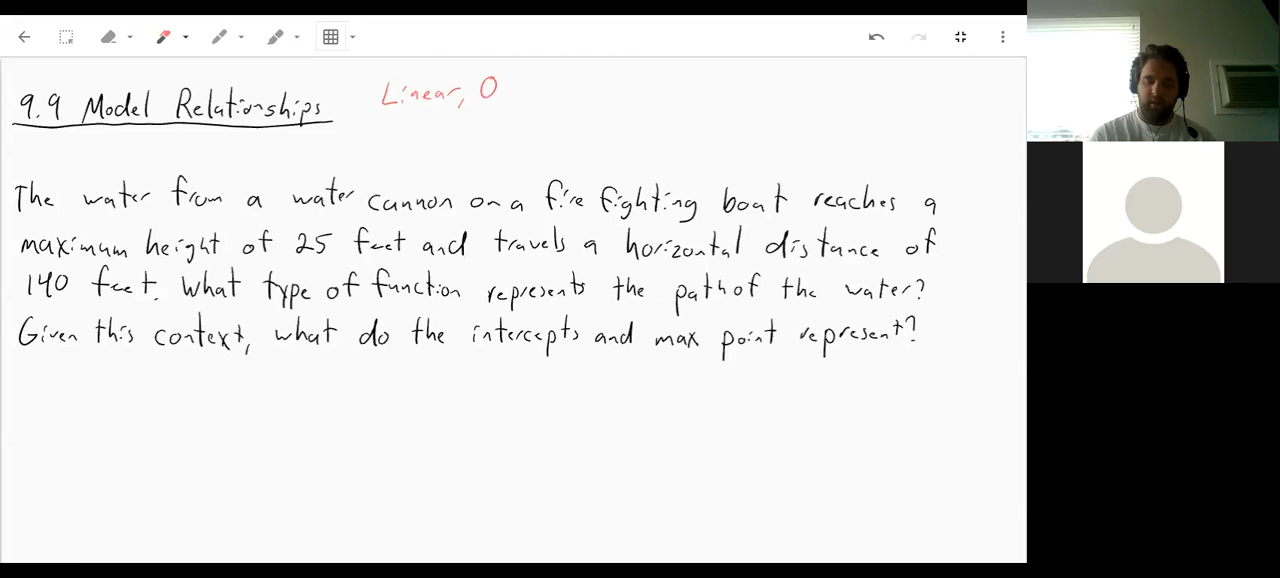 9.9 Model Relationships Linear, O
The water from a water cannon on a fire fighting boat reaches a
maximum height of 25 feet and travels a horizontal distance of
140 feet. What type of function represents the path of the water?
Given this context, what do the intercepts and max point represent?